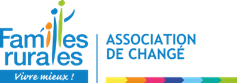 Familles
rurales
Vivre mieux !
ASSOCIATION
DE CHANGÉ